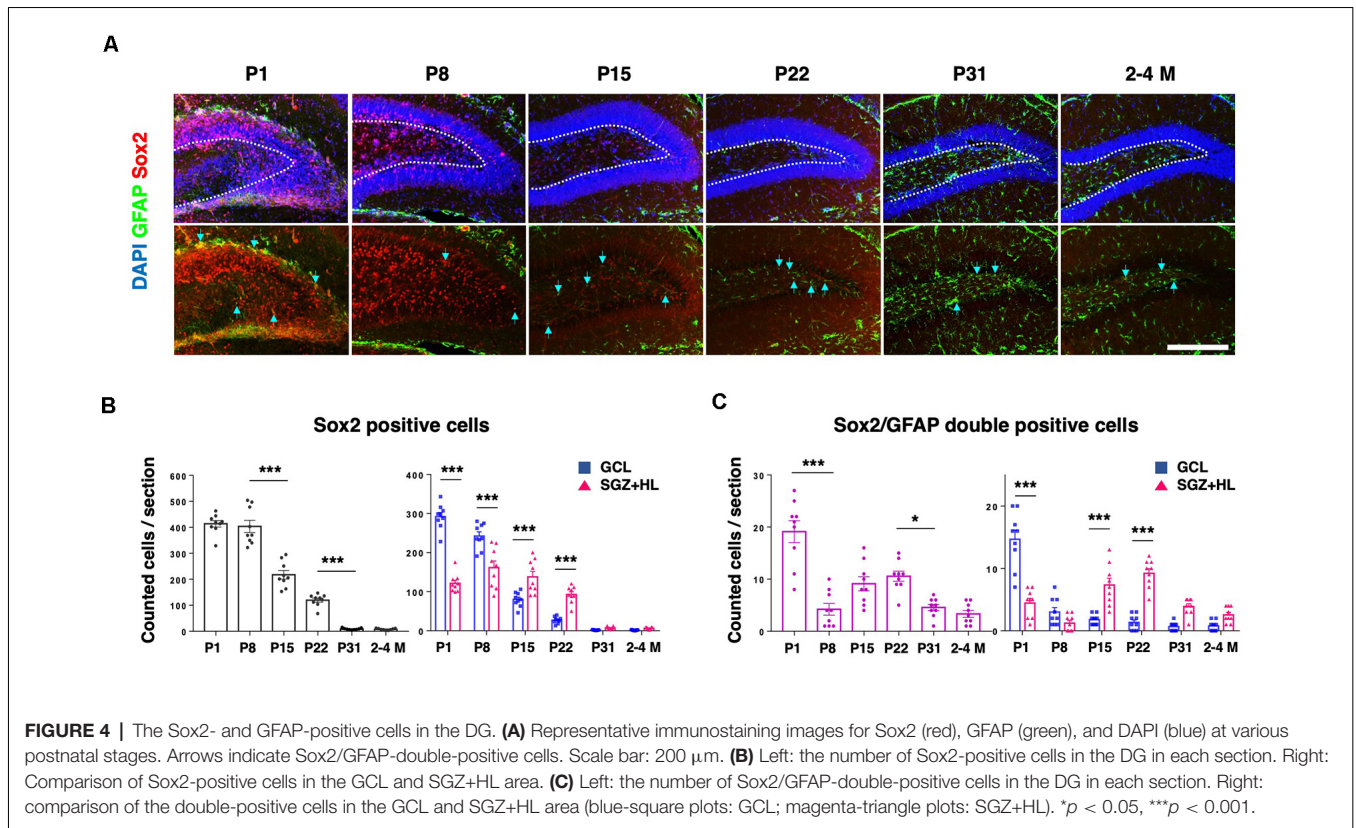 A
P1 P8 P15 P22 P31 2-4 M
DAPI GFAP Sox2
B
Sox2 positive cells
Counted cells / section
600
500
400
300
200
100
0
***
***
P1 P8 P15 P22 P31 2-4 M
400
300
200
100
0
*** *** *** ***
GCL
SGZ+HL
P1 P8 P15 P22 P31 2-4 M
C
Sox2/GFAP double positive cells
Counted cells / section
30
20
10
0
***
*
P1 P8 P15 P22 P31 2-4 M
20
10
0
*** *** ***
GCL
SGZ+HL
P1 P8 P15 P22 P31 2-4 M
FIGURE 4 | The Sox2- and GFAP-positive cells in the DG. (A) Representative immunostaining images for Sox2 (red), GFAP (green), and DAPI (blue) at various
postnatal stages. Arrows indicate Sox2/GFAP-double-positive cells. Scale bar: 200 μm. (B) Left: the number of Sox2-positive cells in the DG in each section. Right:
Comparison of Sox2-positive cells in the GCL and SGZ+HL area. (C) Left: the number of Sox2/GFAP-double-positive cells in the DG in each section. Right:
comparison of the double-positive cells in the GCL and SGZ+HL area (blue-square plots: GCL; magenta-triangle plots: SGZ+HL). *p < 0.05, ***p < 0.001.